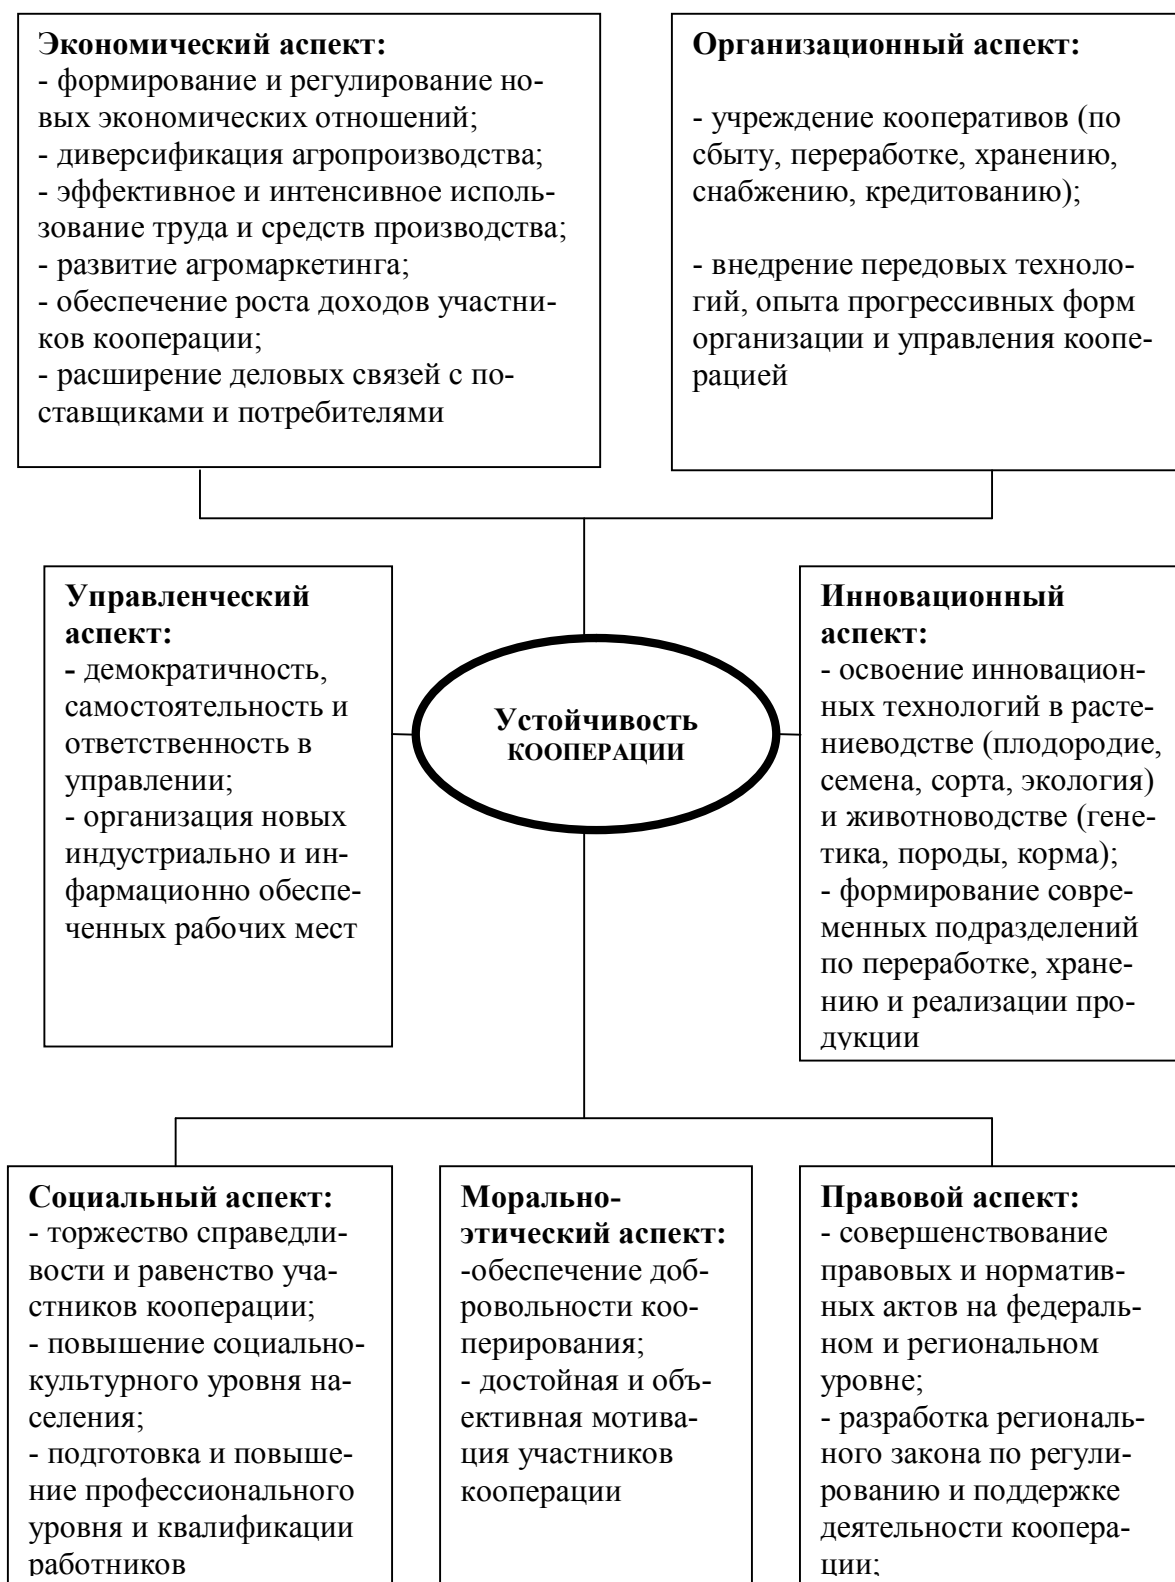 Экономический аспект:
- формирование и регулирование но-
вых экономических отношений;
- диверсификация агропроизводства;
- эффективное и интенсивное исполь-
зование труда и средств производства;
- развитие агромаркетинга;
- обеспечение роста доходов участни-
ков кооперации;
- расширение деловых связей с по-
ставщиками и потребителями
Организационный аспект:
- учреждение кооперативов (по
сбыту, переработке, хранению,
снабжению, кредитованию);
- внедрение передовых техноло-
гий, опыта прогрессивных форм
организации и управления коопе-
рацией
Управленческий
аспект:
- демократичность,
самостоятельность и
ответственность в
управлении;
- организация новых
индустриально и ин-
фармационно обеспе-
ченных рабочих мест
Устойчивость
КООПЕРАЦИИ
Инновационный
аспект:
- освоение инновацион-
ных технологий в расте-
ниеводстве (плодородие,
семена, сорта, экология)
и животноводстве (гене-
тика, породы, корма);
- формирование совре-
менных подразделений
по переработке, хране-
нию и реализации про-
дукции
Социальный аспект:
- торжество справедли-
вости и равенство уча-
стников кооперации;
- повышение социально-
культурного уровня на-
селения;
- подготовка и повыше-
ние профессионального
уровня и квалификации
работников
Морально-
этический аспект:
-обеспечение доб-
ровольности коо-
перирования;
- достойная и объ-
ективная мотива-
ция участников
кооперации
Правовой аспект:
- совершенствование
правовых и норматив-
ных актов на федераль-
ном и региональном
уровне;
- разработка региональ-
ного закона по регули-
рованию и поддержке
деятельности коопера-
ции;